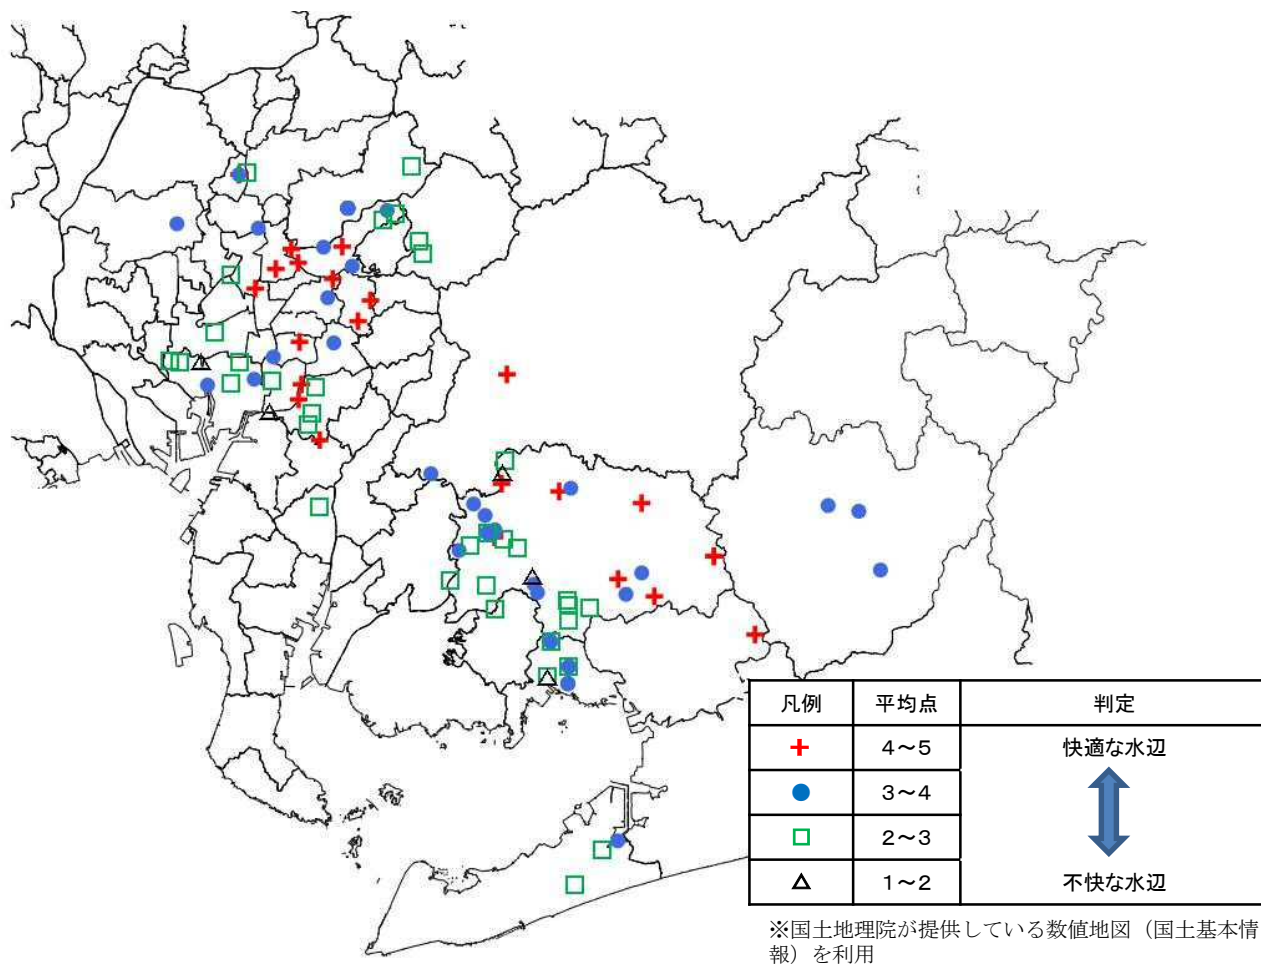 凡例 平均点 判定
4～5 快適な水辺
3～4
2～3
1～2 不快な水辺
※国土地理院が提供している数値地図（国土基本情
報）を利用